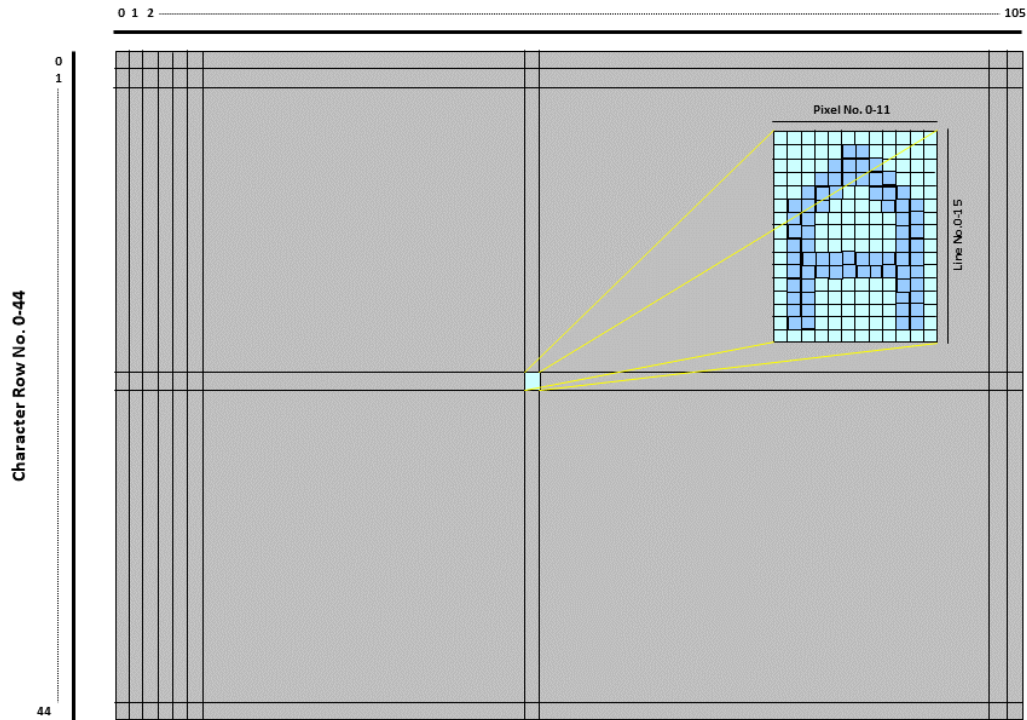 0 1 2 105
0
1
Pixel No. 0-11
Line No.0-15
Character Row No. 0-44
44